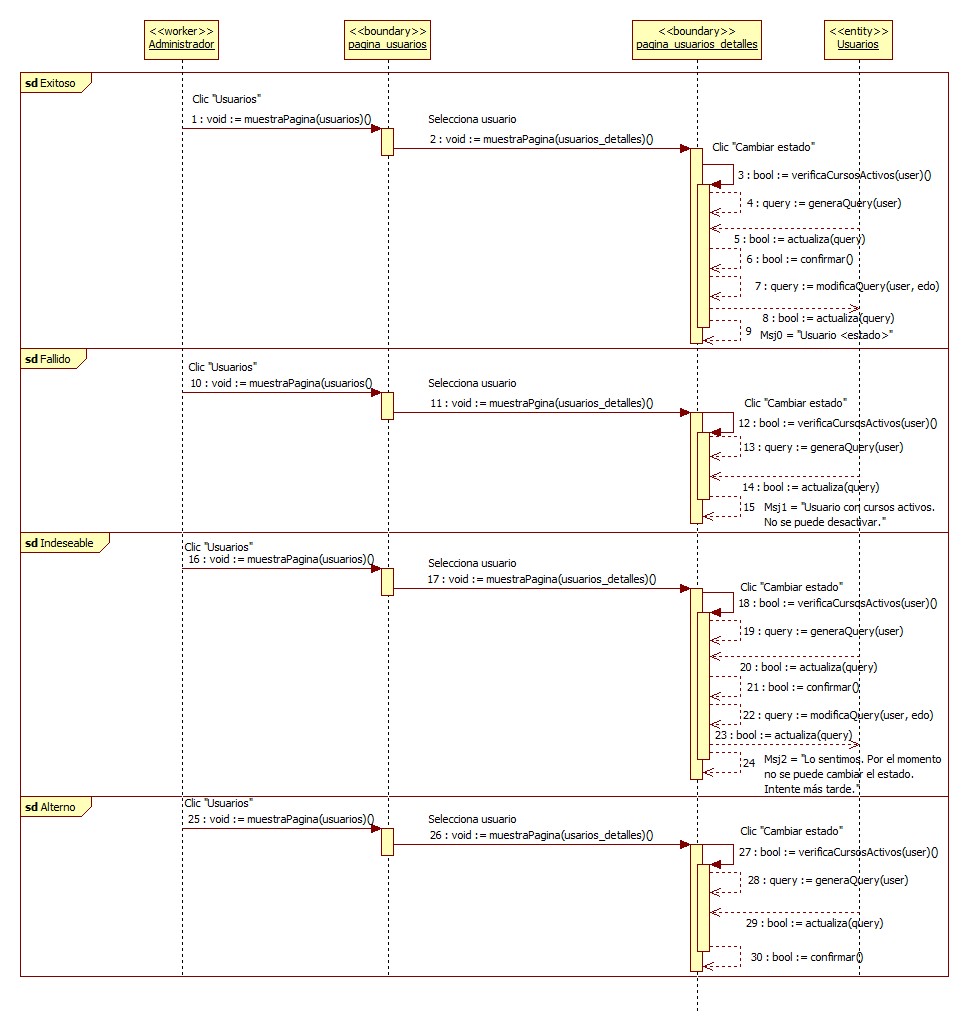 <<worker>>
Administrador
<<boundary>>
pagina_usuarios
<<boundary>>
pagina_usuarios_detalles
<<entity>>
Usuarios
sd Exitoso
Clic "Usuarios"
1 : void := muestraPagina(usuarios)()
Selecciona usuario
2 : void := muestraPagina(usuarios_detalles)()
Clic "Cambiar estado"
3 : bool := verificaCursosActivos(user)()
4 : query := generaQuery(user)
5 : bool := actualiza(query)
6 : bool := confirmar()
7 : query := modificaQuery(user, edo)
8 : bool := actualiza(query)
9 Msj0 = "Usuario <estado>"
sd Fallido
Clic "Usuarios"
10 : void := muestraPagina(usuarios()
Selecciona usuario
11 : void := muestraPgina(usuarios_detalles)()
Clic "Cambiar estado"
12 : bool := verificaCursosActivos(user)()
13 : query := generaQuery(user)
14 : bool := actualiza(query)
15 Msj1 = "Usuario con cursos activos.
No se puede desactivar."
sd Indeseable
Clic "Usuarios"
16 : void := muestraPagina(usuarios)()
Selecciona usuario
17 : void := muestraPagina(usuarios_detalles)()
Clic "Cambiar estado"
18 : bool := verificaCursosActivos(user)()
19 : query := generaQuery(user)
20 : bool := actualiza(query)
21 : bool := confirmar()
22 : query := modificaQuery(user, edo)
23 : bool := actualiza(query)
24 Msj2 = "Lo sentimos. Por el momento
no se puede cambiar el estado.
Intente más tarde."
sd Alterno
Clic "Usuarios"
25 : void := muestraPagina(usuarios)()
Selecciona usuario
26 : void := muestraPagina(usarios_detalles)()
Clic "Cambiar estado"
27 : bool := verificaCursosActivos(user)()
28 : query := generaQuery(user)
29 : bool := actualiza(query)
30 : bool := confirmar()